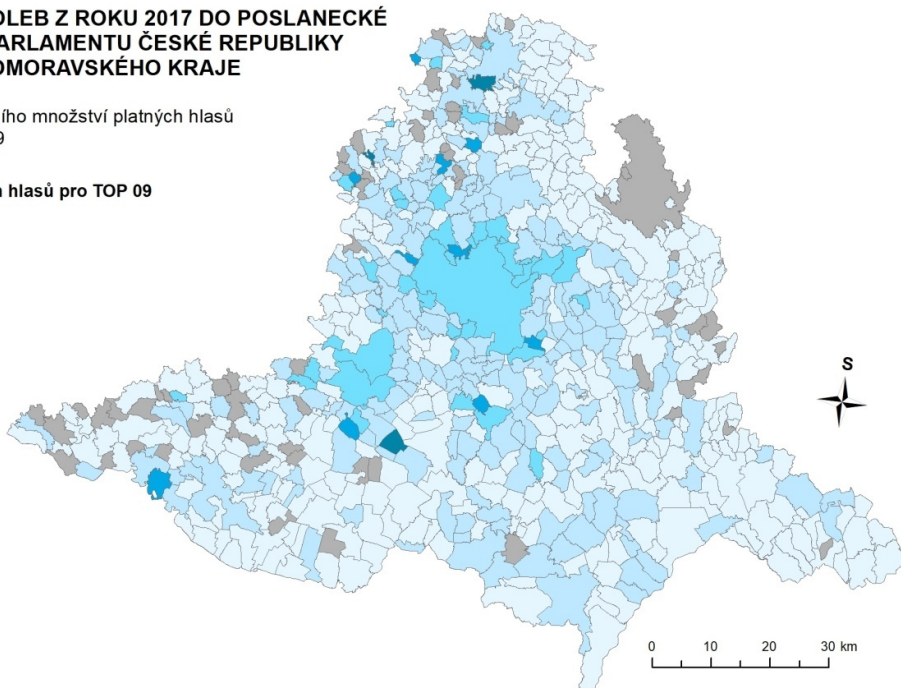 OLEB Z ROKU 2017 DO POSLANECKÉ
ARLAMENTU ČESKÉ REPUBLIKY
OMORAVSKÉHO KRAJE
ího množství platných hlasů
9
hlasů pro TOP 09
S
0 10 20 30 km